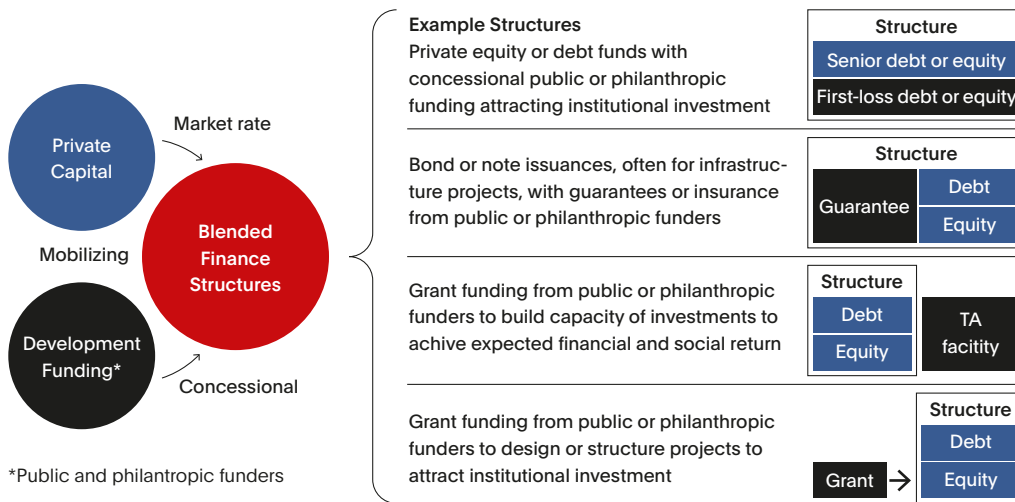 Private
Capital
Market rate
Mobilizing
Blended
Finance
Structures
Development
Funding*
Concessional
*Public and philantropic funders
Example Structures
Private equity or debt funds with
concessional public or philanthropic
funding attracting institutional investment
Structure
Senior debt or equity
First-loss debt or equity
Bond or note issuances, often for infrastruc-
ture projects, with guarantees or insurance
from public or philanthropic funders
Structure
Guarantee
Debt
Equity
Grant funding from public or philanthropic
funders to build capacity of investments to
achive expected financial and social return
Structure
Debt
Equity
TA
facitity
Grant funding from public or philanthropic
funders to design or structure projects to
attract institutional investment
Grant
Structure
Debt
Equity